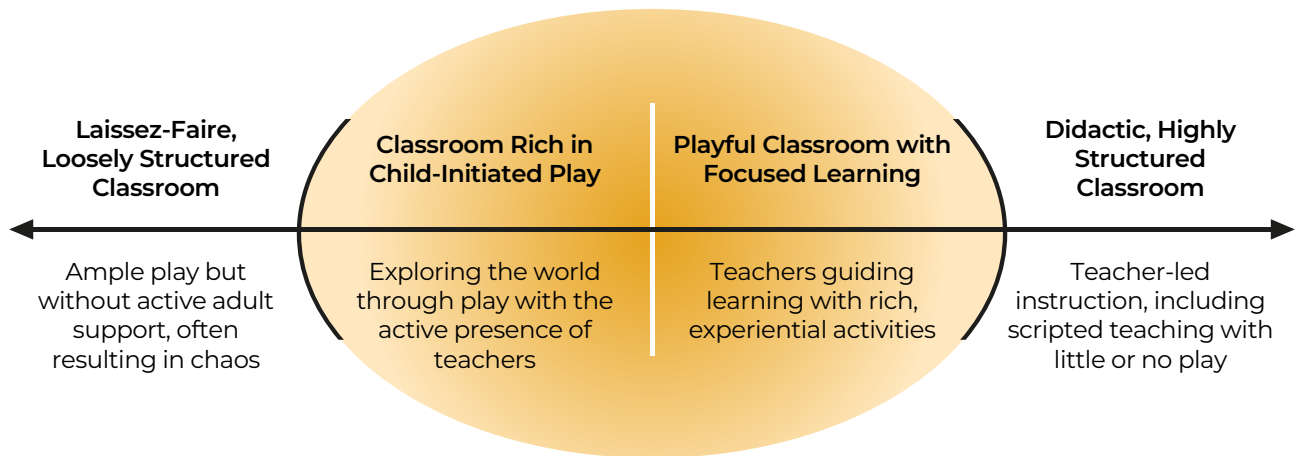 Laissez-Faire,
Loosely Structured
Classroom
Ample play but
without active adult
support, often
resulting in chaos
Classroom Rich in
Child-Initiated Play
Exploring the world
through play with the
active presence of
teachers
Playful Classroom with
Focused Learning
Teachers guiding
learning with rich,
experiential activities
Didactic, Highly
Structured
Classroom
Teacher-led
instruction, including
scripted teaching with
little or no play